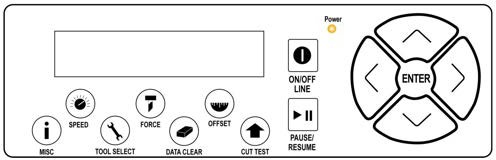 Power
ENTER
ON/OFF
LINE
SPEED
FORCE
OFFSET
MISC
TOOL SELECT
DATA CLEAR
CUT TEST
PAUSE/
RESUME